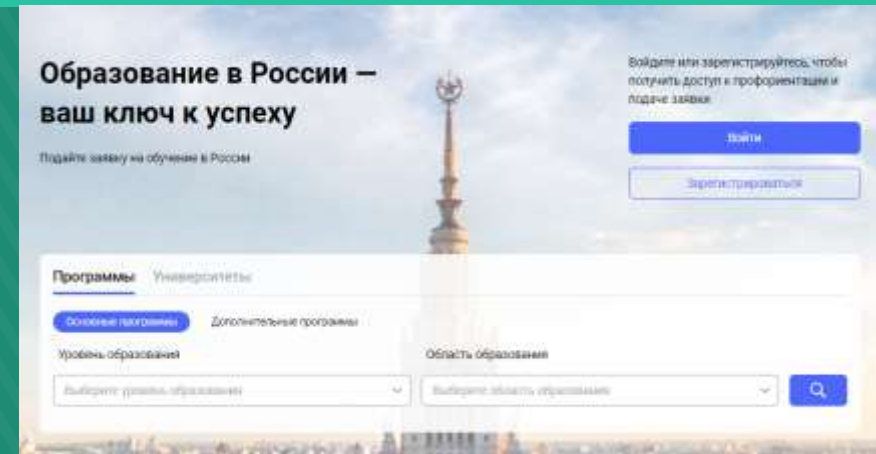 Образование в России —
ваш ключ к успеху
Подайте заявку на обучение в России
Войдите или зарегистрируйтесь, чтобы
получить доступ к профориентации и
подаче заявки
Войти
Зарегистрироваться
Программы Университеты
Основные программы Дополнительные программы
Уровень образования Область образования
Выберите уровень образования Выберите область образования